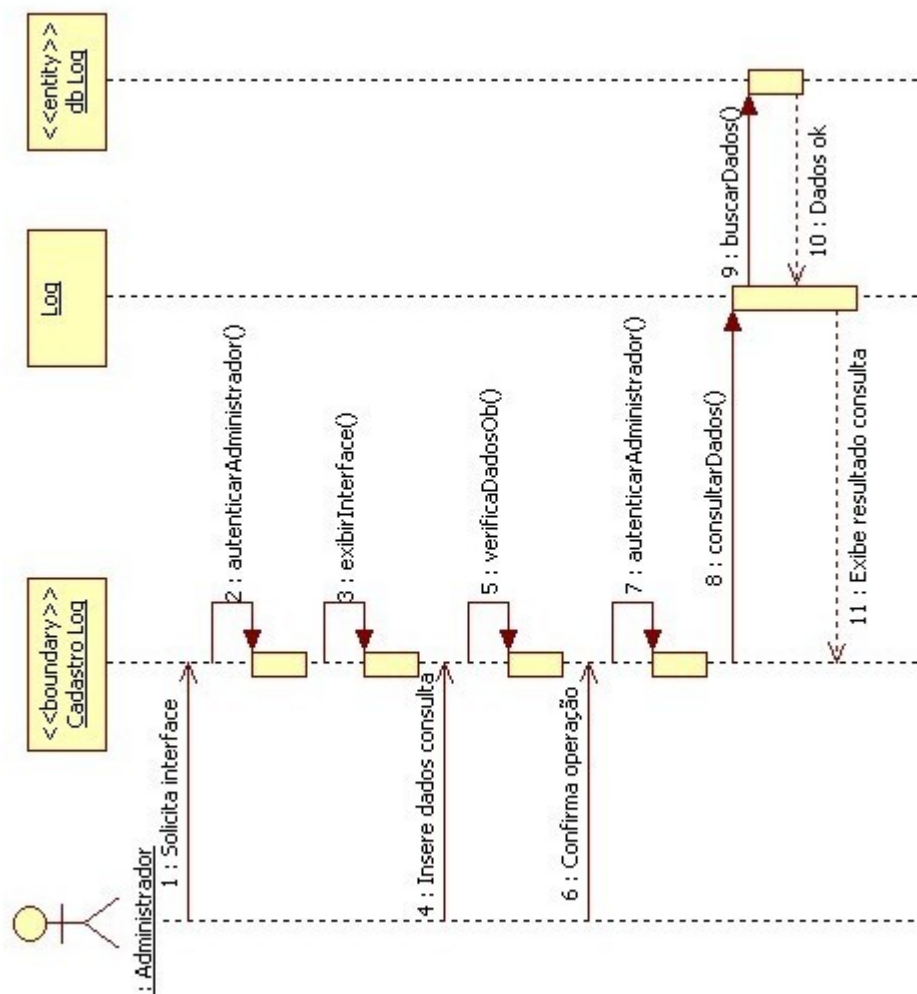 : Administrador
<<boundary>>
Cadastro Log
Log
<<entity>>
db Log
1 : Solicita interface
2 : autenticarAdministrador()
3 : exibirInterface()
4 : Insere dados consulta
5 : verificaDadosOb()
6 : Confirma operação
7 : autenticarAdministrador()
8 : consultarDados()
9 : buscarDados()
10 : Dados ok
11 : Exibe resultado consulta